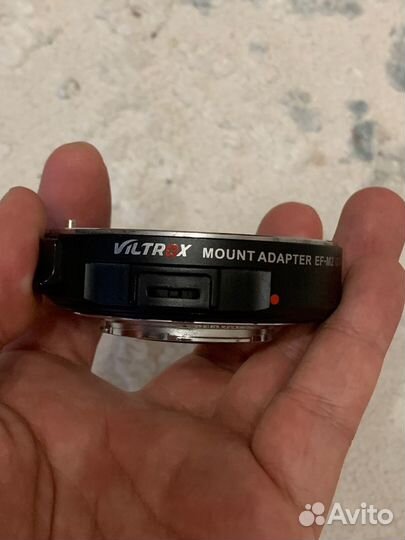 VILTROX MOUNT ADAPTER EF-M2
Avito